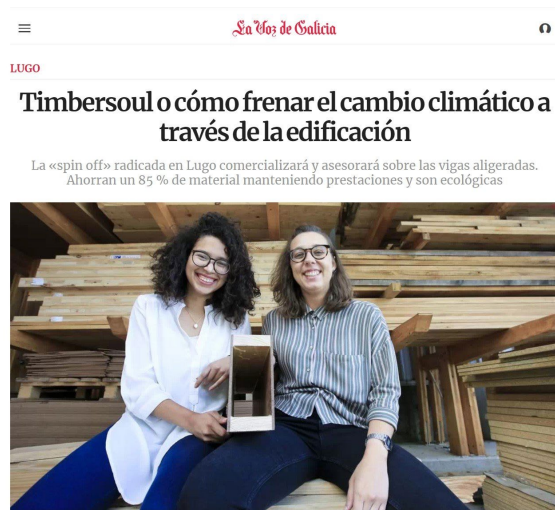 La Voz de Galicia
LUGO
Timbersoul o cómo frenar el cambio climático a
través de la edificación
La «spin off» radicada en Lugo comercializará y asesorará sobre las vigas aligeradas.
Ahorran un 85 % de material manteniendo prestaciones y son ecológicas